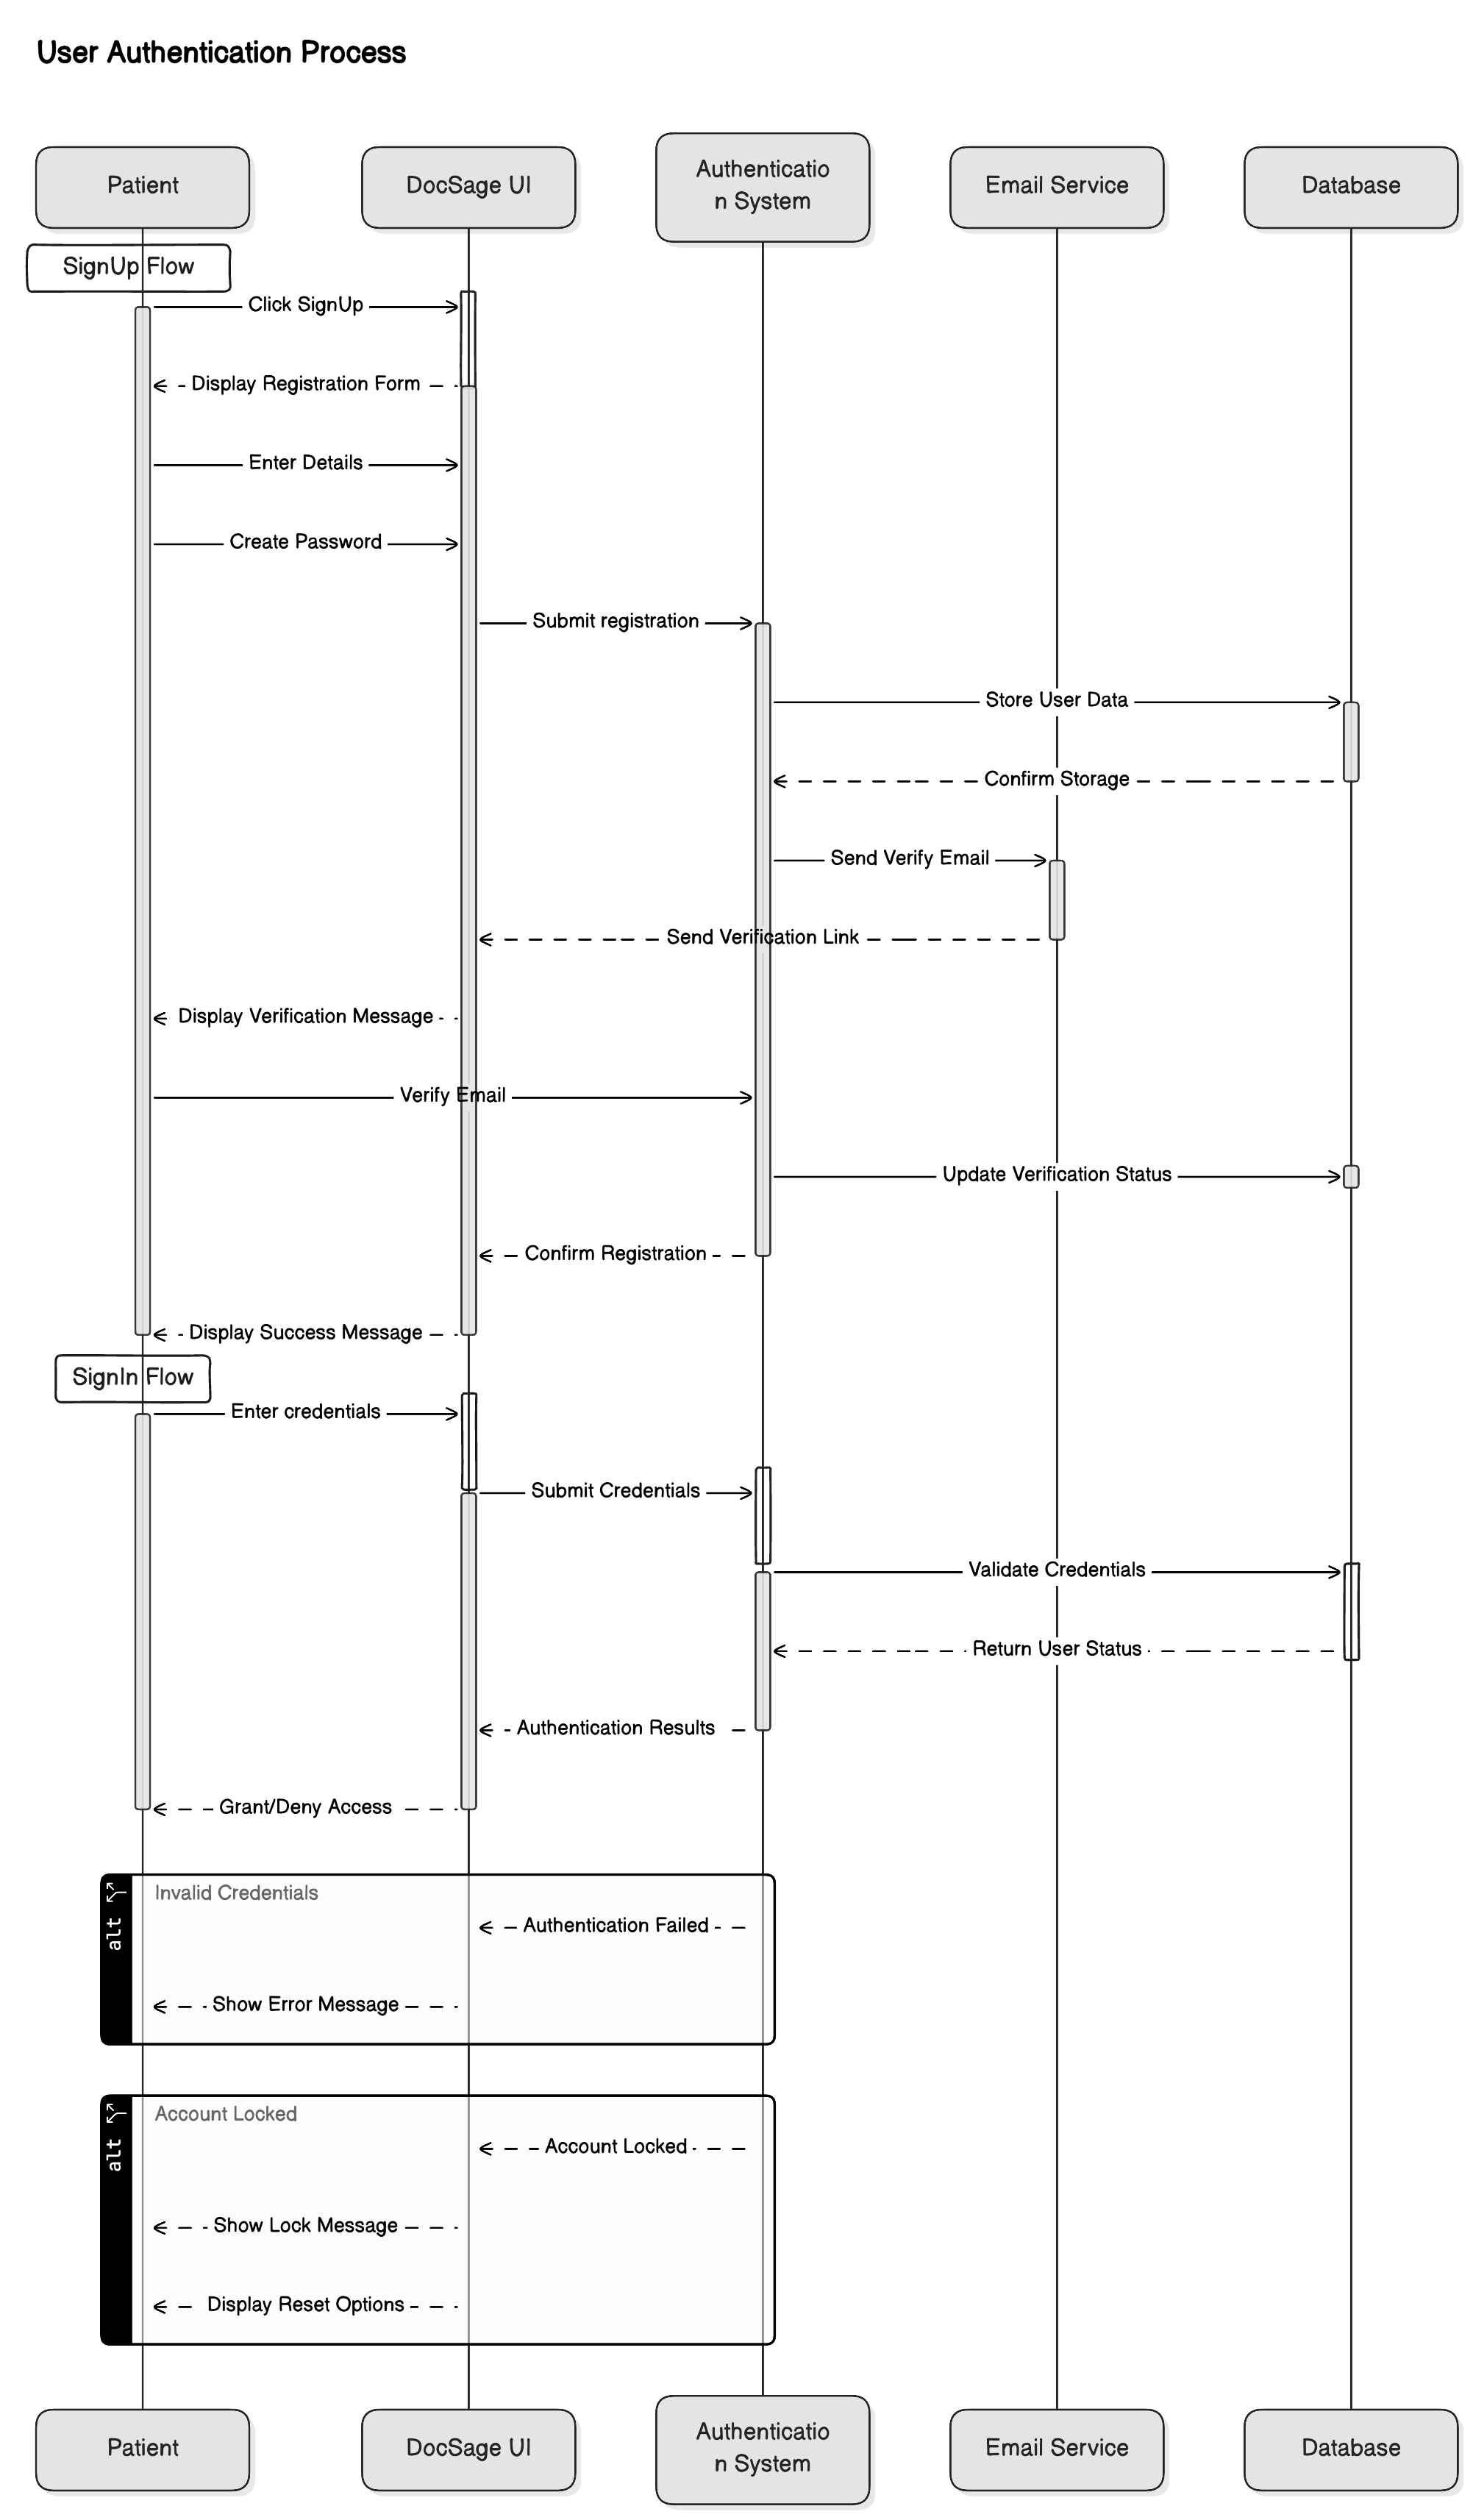 User Authentication Process
Patient
DocSage UI
Authenticatio
n System
Email Service
Database
SignUp Flow
Click SignUp
Display Registration Form
Enter Details
Create Password
Submit registration
Store User Data
Confirm Storage
Send Verify Email
Send Verification Link
Display Verification Message
Verify Email
Update Verification Status
Confirm Registration
Display Success Message
SignIn Flow
Enter credentials
Submit Credentials
Validate Credentials
Return User Status
Authentication Results
Grant/Deny Access
alt
Invalid Credentials
Authentication Failed
Show Error Message
alt
Account Locked
Account Locked
Show Lock Message
Display Reset Options
Patient
DocSage UI
Authenticatio
n System
Email Service
Database